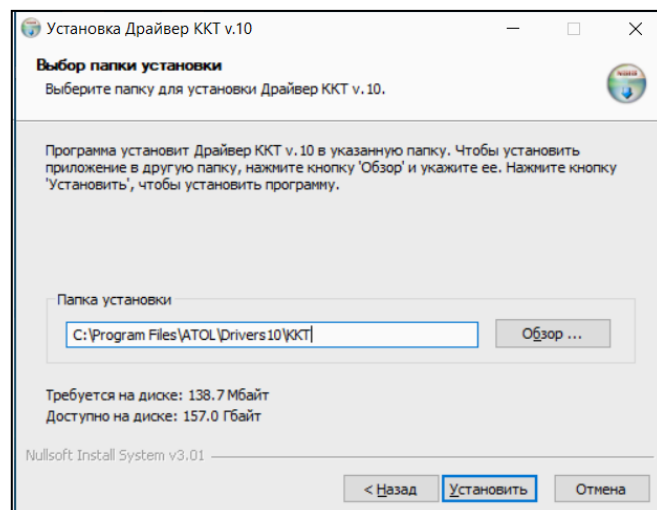 Установка Драйвер ККТ v.10
Выбор папки установки
Выберите папку для установки Драйвер ККТ v.10.
Программа установит Драйвер ККТ v.10 в указанную папку. Чтобы установить
приложение в другую папку, нажмите кнопку 'Обзор' и укажите ее. Нажмите кнопку
'Установить', чтобы установить программу.
Папка установки
C:\Program Files\ATOL\Drivers10\KKT
Обзор ...
Требуется на диске: 138.7 Мбайт
Доступно на диске: 157.0 Гбайт
Nullsoft Install System v3.01
< Назад Установить Отмена